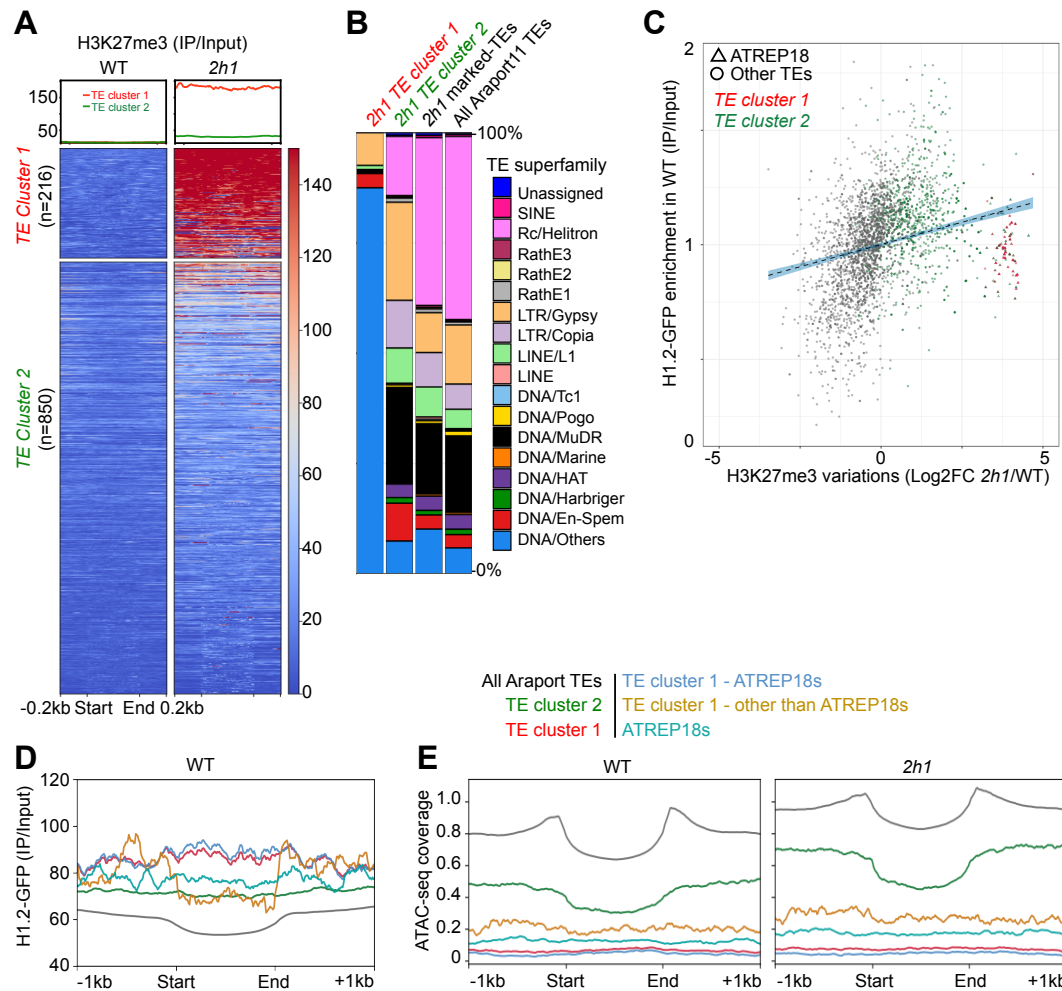 A
H3K27me3 (IP/Input)
WT
2h1
150
50
TE cluster 1
TE cluster 2
TE Cluster 1
(n=216)
TE Cluster 2
(n=850)
140
120
100
80
60
40
20
0
-0.2kb Start End 0.2kb
B
2h1 TE cluster 1
2h1 TE cluster 2
2h1 marked-TEs
All Araport11 TEs
100%
0%
TE superfamily
Unassigned
SINE
Rc/Helitron
RathE3
RathE2
RathE1
LTR/Gypsy
LTR/Copia
LINE/L1
LINE
DNA/Tc1
DNA/Pogo
DNA/MuDR
DNA/Marine
DNA/HAT
DNA/Harbriger
DNA/En-Spem
DNA/Others
C
H1.2-GFP enrichment in WT (IP/Input)
2
1
0
ATREP18
Other TEs
TE cluster 1
TE cluster 2
-5 0 5
H3K27me3 variations (Log2FC 2h1/WT)
All Araport TEs
TE cluster 2
TE cluster 1
TE cluster 1 - ATREP18s
TE cluster 1 - other than ATREP18s
ATREP18s
D
WT
H1.2-GFP (IP/Input)
120
100
80
60
40
-1kb Start End +1kb
E
WT
2h1
ATAC-seq coverage
1.0
0.8
0.6
0.4
0.2
0
-1kb Start End +1kb
-1kb Start End +1kb